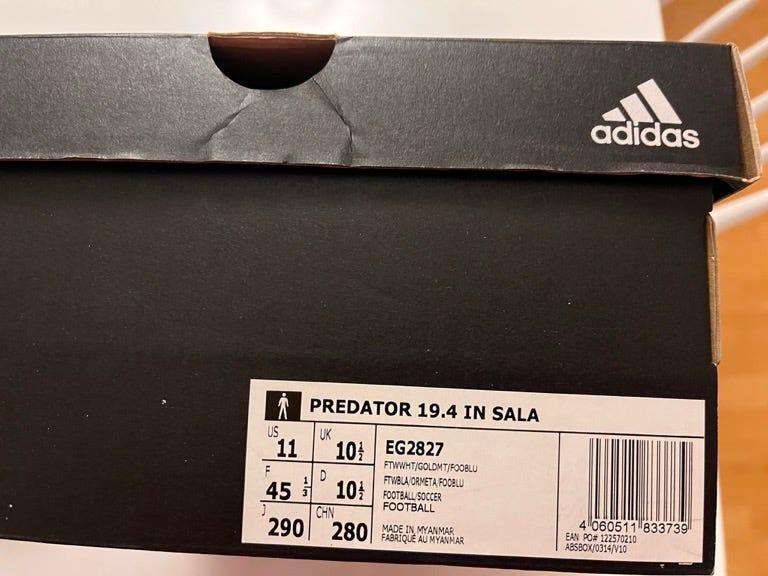 adidas
PREDATOR 19.4 IN SALA
US 11 UK 10½
F 45 ⅓ D 10½
J 290 CHN 280
EG2827
FTWWHT/GOLDMT/FOOBLU
FTWBLA/ORMETA/FOOBLU
FOOTBALL/SOCCER
FOOTBALL
MADE IN MYANMAR
FABRIQUÉ AU MYANMAR
4 060511 833739
EAN PO# 122570210
ABSBOX/0314/V10